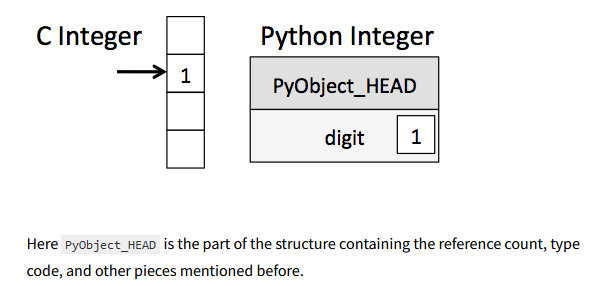 C Integer
Python Integer
1
PyObject_HEAD
digit 1
Here PyObject_HEAD is the part of the structure containing the reference count, type
code, and other pieces mentioned before.